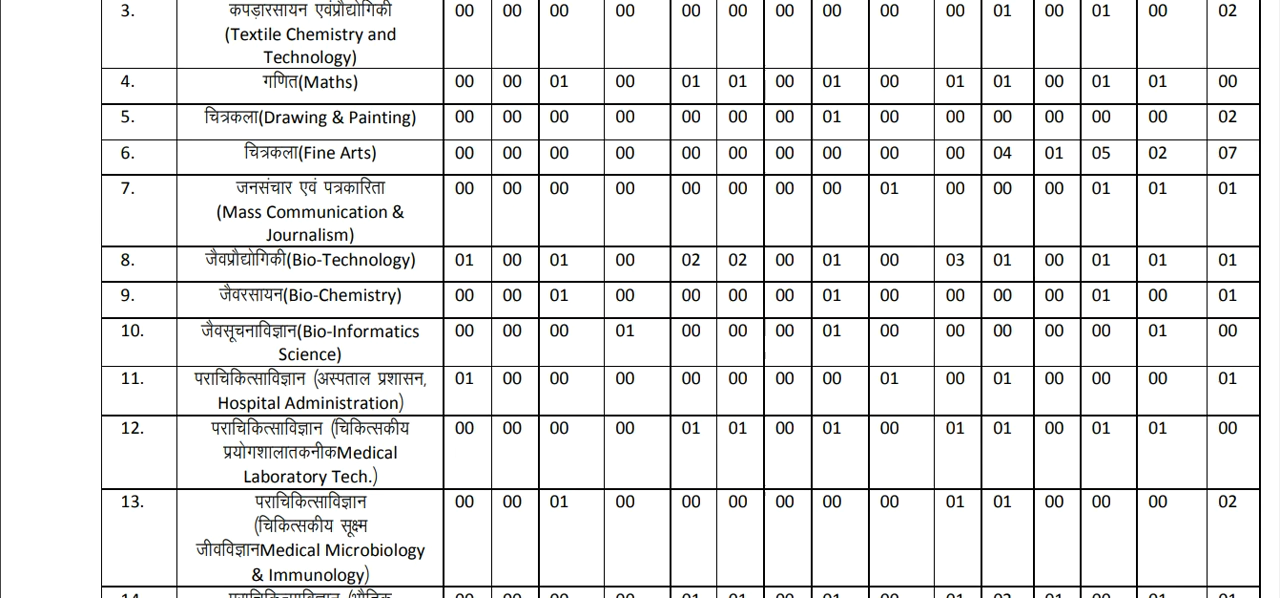 3. कपड़ारसायन एवंप्रौद्योगिकी 00 00 00 00 00 00 00 00 00 00 01 00 01 00 02
(Textile Chemistry and
Technology)
4. गणित(Maths) 00 00 01 00 01 01 00 01 00 01 01 00 01 01 00
5. चित्रकला(Drawing & Painting) 00 00 00 00 00 00 00 01 00 00 00 00 00 00 02
6. चित्रकला(Fine Arts) 00 00 00 00 00 00 00 00 00 00 04 01 05 02 07
7. जनसंचार एवं पत्रकारिता 00 00 00 00 00 00 00 00 01 00 00 00 01 01 01
(Mass Communication &
Journalism)
8. जैवप्रौद्योगिकी(Bio-Technology) 01 00 01 00 02 02 00 01 00 03 01 00 01 01 01
9. जैवरसायन(Bio-Chemistry) 00 00 01 00 00 00 00 01 00 00 00 00 01 00 01
10. जैवसूचनाविज्ञान(Bio-Informatics 00 00 00 01 00 00 00 01 00 00 00 00 00 01 00
Science)
11. पराचिकित्साविज्ञान (अस्पताल प्रशासन, 01 00 00 00 00 00 00 00 01 00 01 00 00 00 01
Hospital Administration)
12. पराचिकित्साविज्ञान (चिकित्सकीय 00 00 00 00 01 01 00 01 00 01 01 00 01 01 00
प्रयोगशालातकनीकMedical
Laboratory Tech.)
13. पराचिकित्साविज्ञान 00 00 01 00 00 00 00 00 00 01 01 00 00 00 02
(चिकित्सकीय सूक्ष्म
जीवविज्ञानMedical Microbiology
& Immunology)